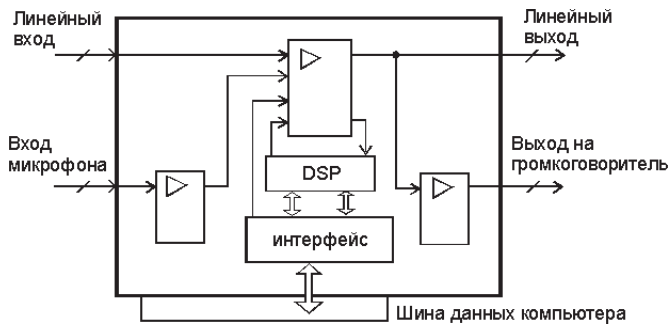 Линейный
вход
Линейный
выход
Вход
микрофона
Выход на
громкоговоритель
DSP
интерфейс
Шина данных компьютера